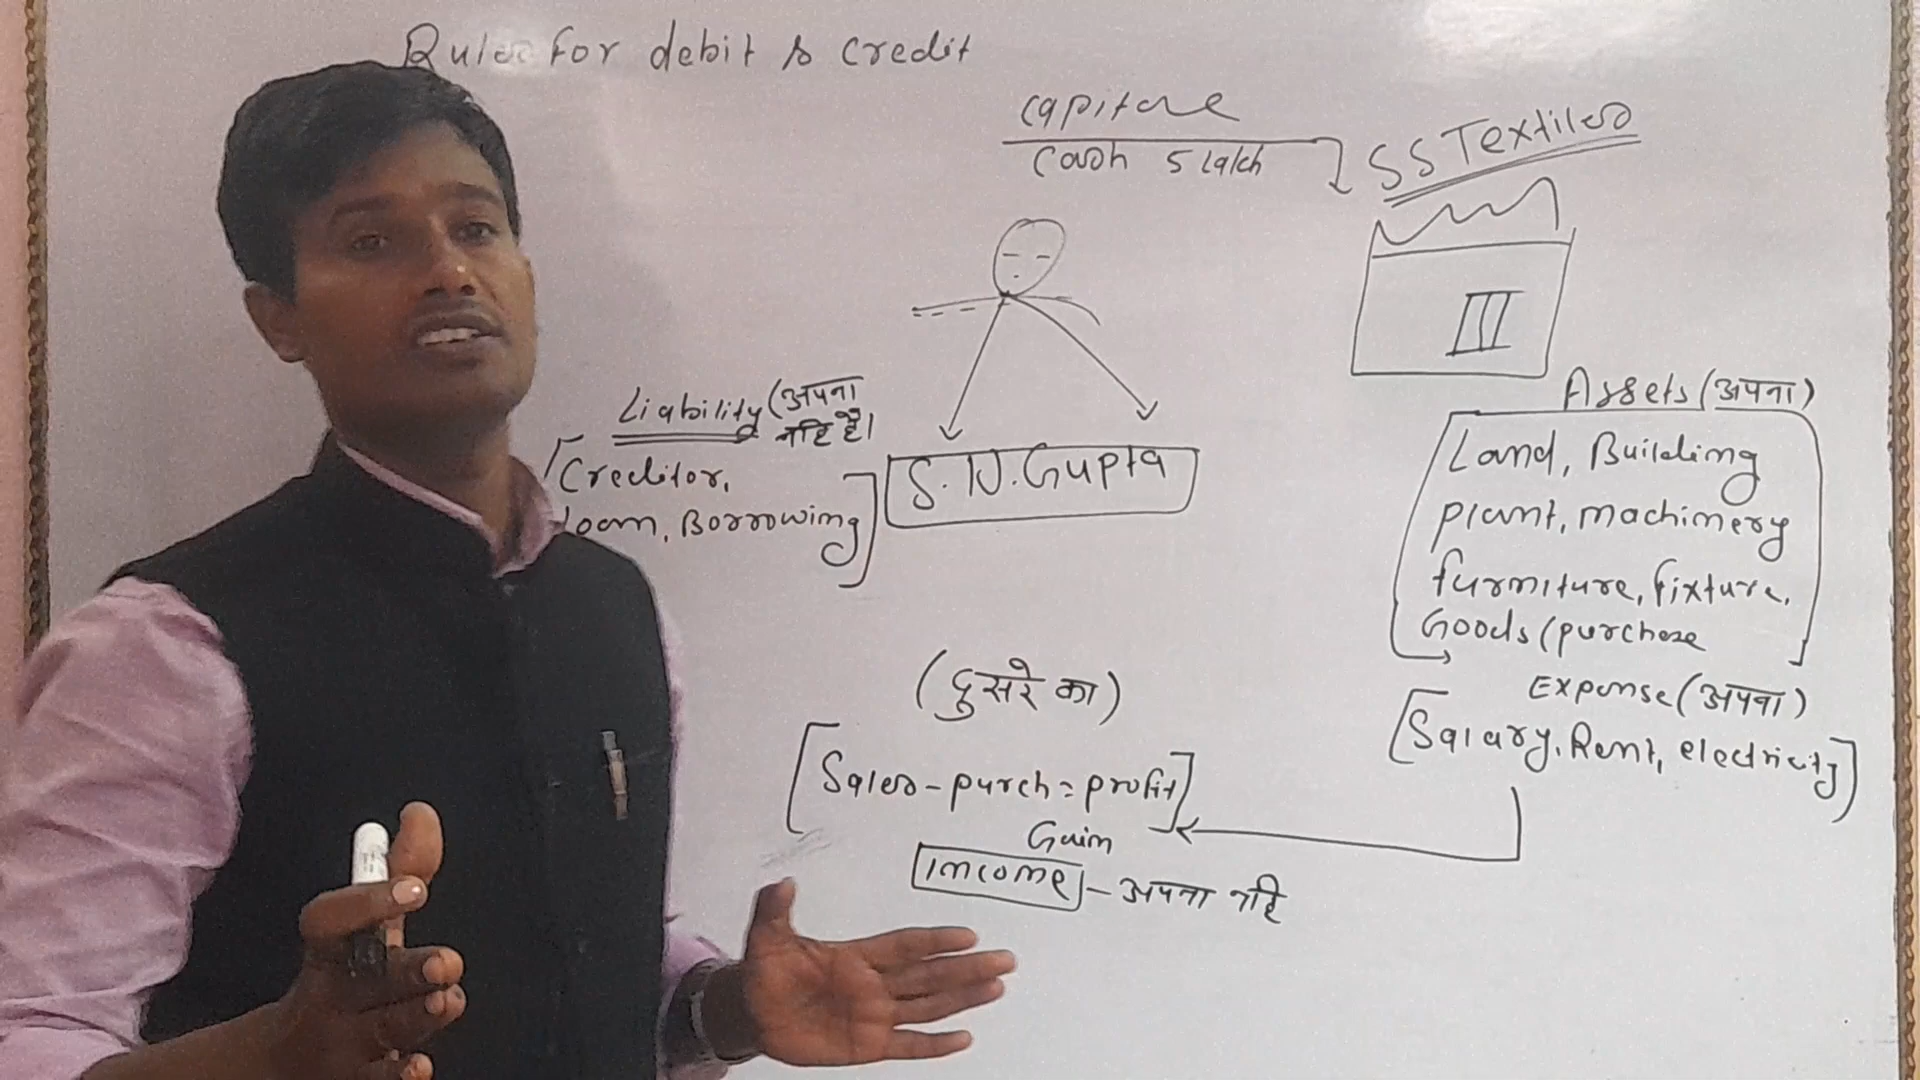 Rules for debit & credit
capital
Cash 5 lakh
SS Textiles
Liability (अपना
नहि है।
Creditor,
loan, Borrowing
S.N. Gupta
Assets (अपना)
Land, Building
plant, machinery
furniture, fixture,
Goods (purchase
Expense (अपना)
Salary, Rent, electricity
(दुसरे का)
Sales - purch = profit
Gain
Income - अपना नहि